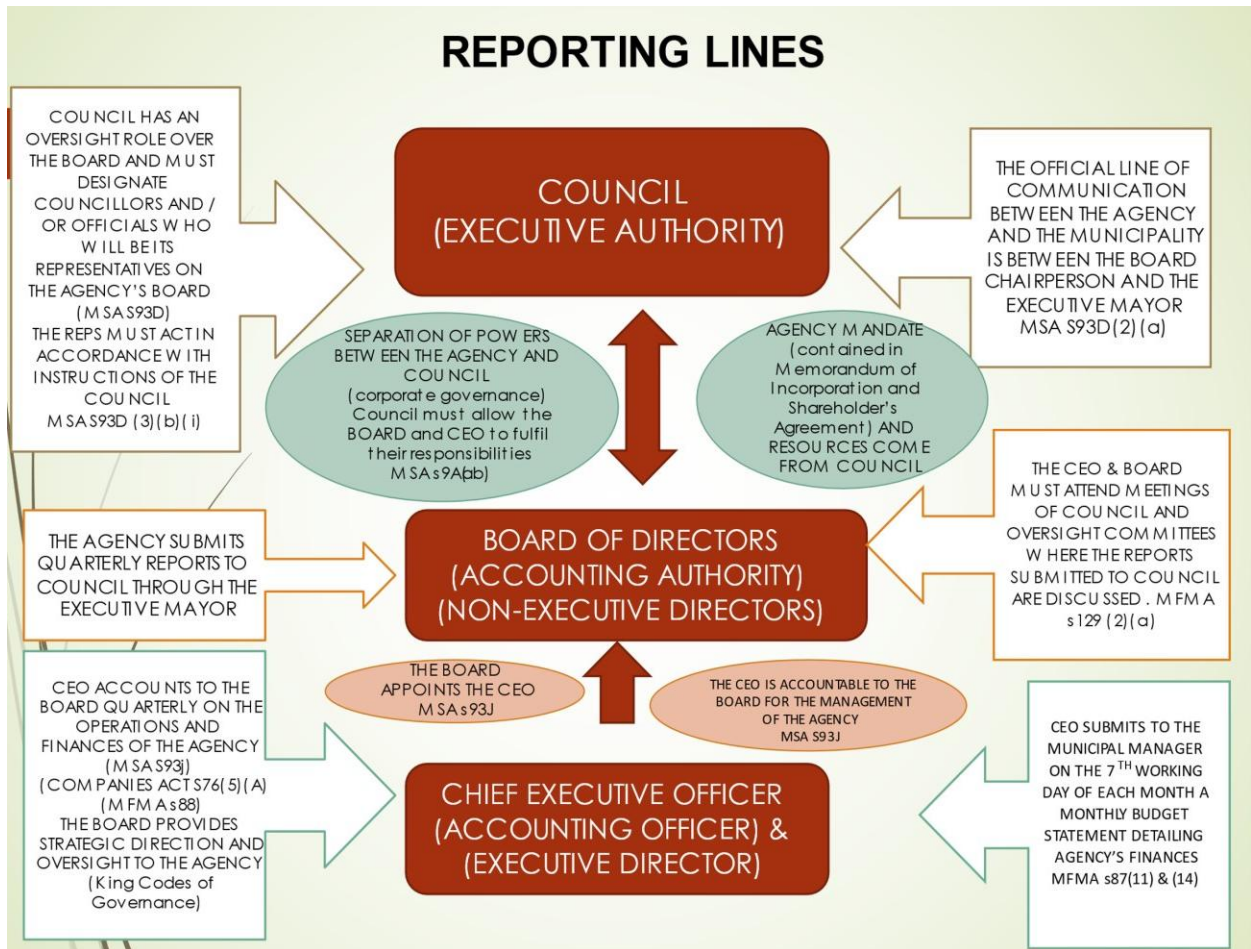 REPORTING LINES
COUNCIL HAS AN
OVERSIGHT ROLE OVER
THE BOARD AND MUST
DESIGNATE
COUNCILLORS AND /
OR OFFICIALS WHO
WILL BE ITS
REPRESENTATIVES ON
THE AGENCY'S BOARD
(MSA S93D)
THE REPS MUST ACT IN
ACCORDANCE WITH
INSTRUCTIONS OF THE
COUNCIL
MSA S93D (3)(b)(i)
COUNCIL
(EXECUTIVE AUTHORITY)
THE OFFICIAL LINE OF
COMMUNICATION
BETWEEN THE AGENCY
AND THE MUNICIPALITY
IS BETWEEN THE BOARD
CHAIRPERSON AND THE
EXECUTIVE MAYOR
MSA S93D(2)(a)
SEPARATION OF POWERS
BETWEEN THE AGENCY AND
COUNCIL
(corporate governance)
Council must allow the
BOARD and CEO to fulfil
their responsibilities
AGENCY MANDATE
(contained in
Memorandum of
Incorporation and
Shareholder's
Agreement) AND
RESOURCES COME
FROM COUNCIL
THE AGENCY SUBMITS
QUARTERLY REPORTS TO
COUNCIL THROUGH THE
EXECUTIVE MAYOR
BOARD OF DIRECTORS
(ACCOUNTING AUTHORITY)
(NON-EXECUTIVE DIRECTORS)
THE CEO & BOARD
MUST ATTEND MEETINGS
OF COUNCIL AND
OVERSIGHT COMMITTEES
WHERE THE REPORTS
SUBMITTED TO COUNCIL
ARE DISCUSSED . MFMA
s129 (2)(a)
THE BOARD
APPOINTS THE CEO
MSA s93J
THE CEO IS ACCOUNTABLE TO THE
BOARD FOR THE MANAGEMENT
OF THE AGENCY
MSA S93J
CEO ACCOUNTS TO THE
BOARD QUARTERLY ON THE
OPERATIONS AND
FINANCES OF THE AGENCY
(MSA S93j)
(COMPANIES ACT S76(5)(A)
(MFMA s88)
THE BOARD PROVIDES
STRATEGIC DIRECTION AND
OVERSIGHT TO THE AGENCY
(King Codes of
Governance)
CHIEF EXECUTIVE OFFICER
(ACCOUNTING OFFICER) &
(EXECUTIVE DIRECTOR)
CEO SUBMITS TO THE
MUNICIPAL MANAGER
ON THE 7TH WORKING
DAY OF EACH MONTH A
MONTHLY BUDGET
STATEMENT DETAILING
AGENCY'S FINANCES
MFMA s87(11) & (14)